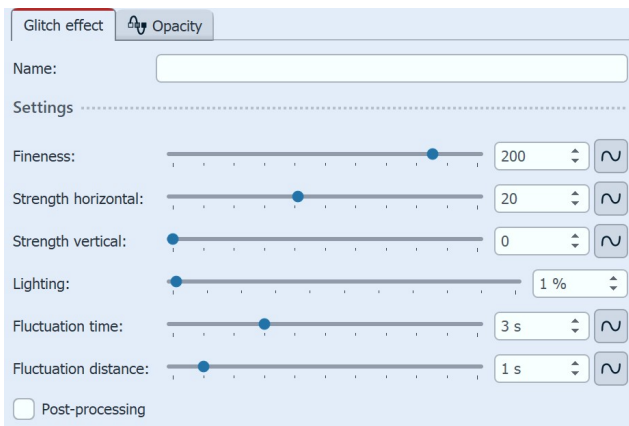 Glitch effect Opacity
Name:
Settings
Fineness: 200
Strength horizontal: 20
Strength vertical: 0
Lighting: 1 %
Fluctuation time: 3 s
Fluctuation distance: 1 s
Post-processing